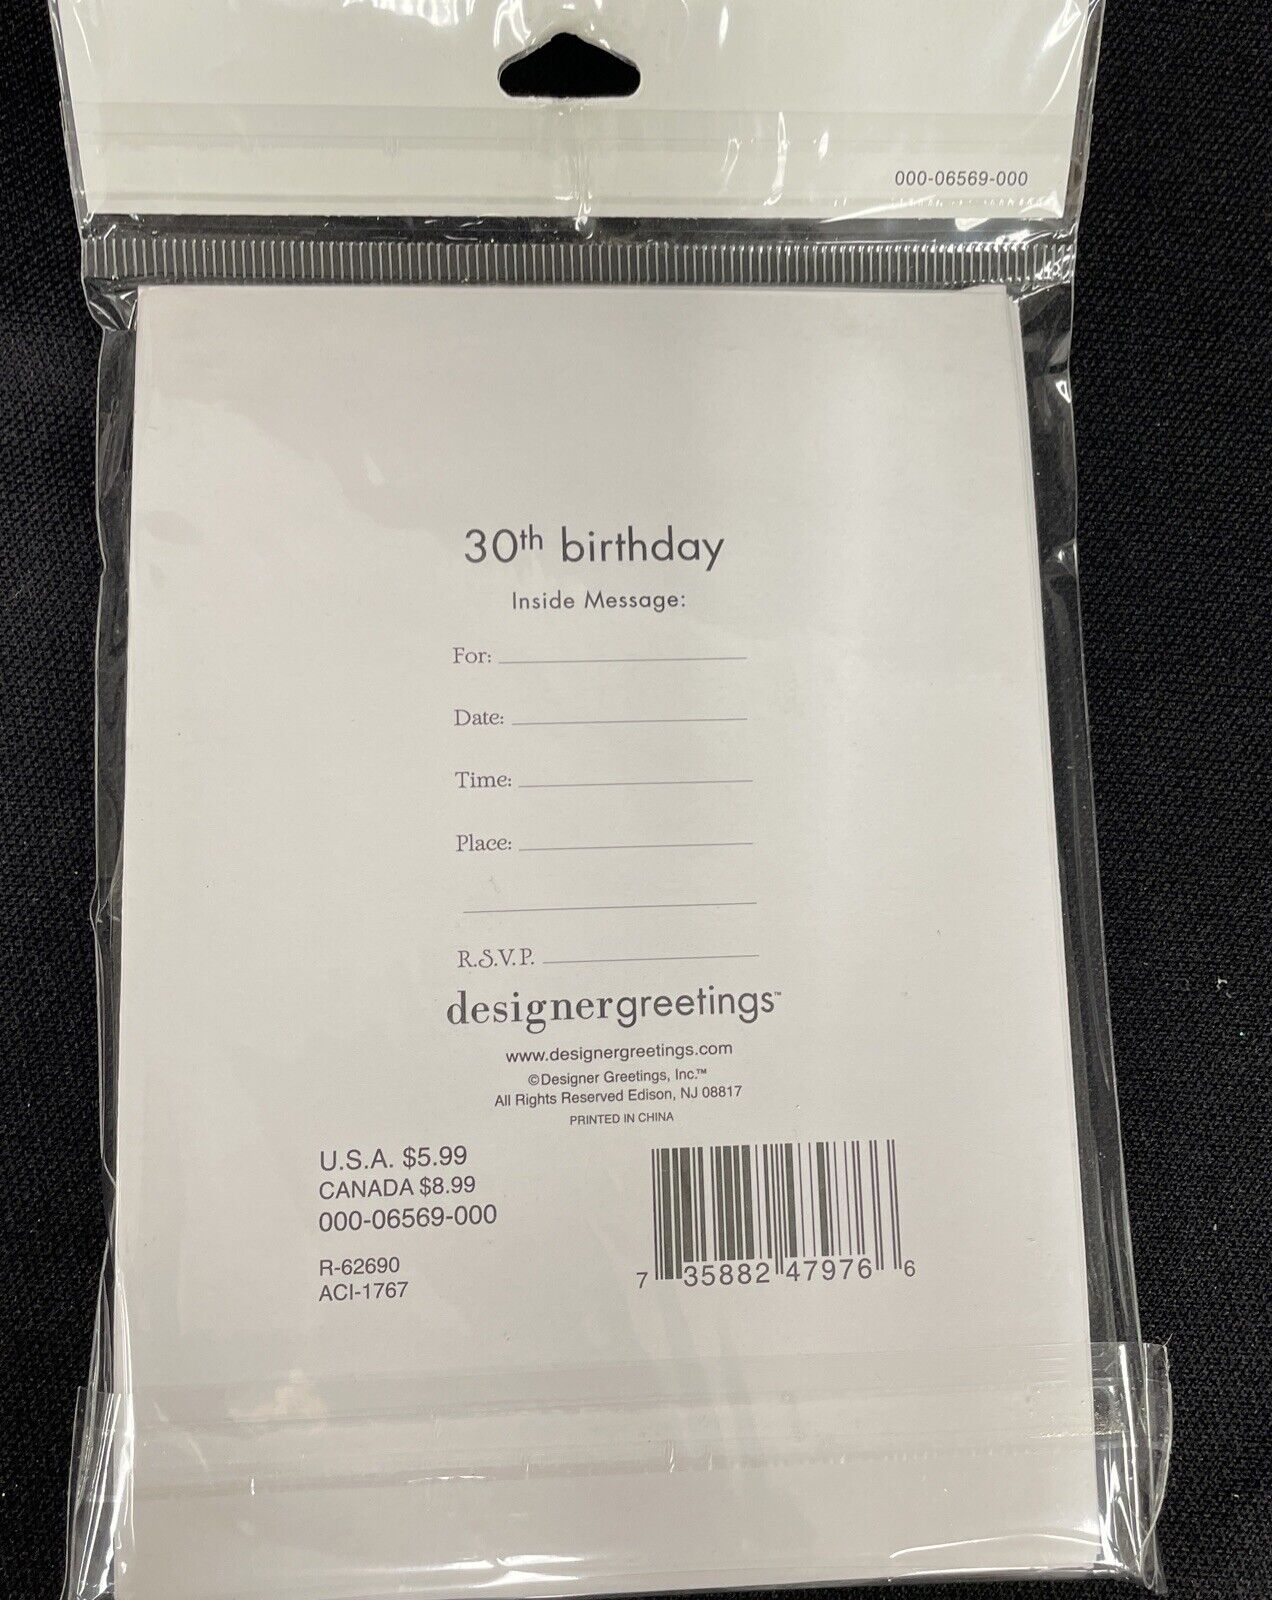 000-06569-000
30th birthday
Inside Message:
For:
Date:
Time:
Place:
R.S.V.P.
designergreetings™
www.designergreetings.com
©Designer Greetings, Inc.™
All Rights Reserved Edison, NJ 08817
PRINTED IN CHINA
U.S.A. $5.99
CANADA $8.99
000-06569-000
R-62690
ACI-1767
7 35882 47976 6